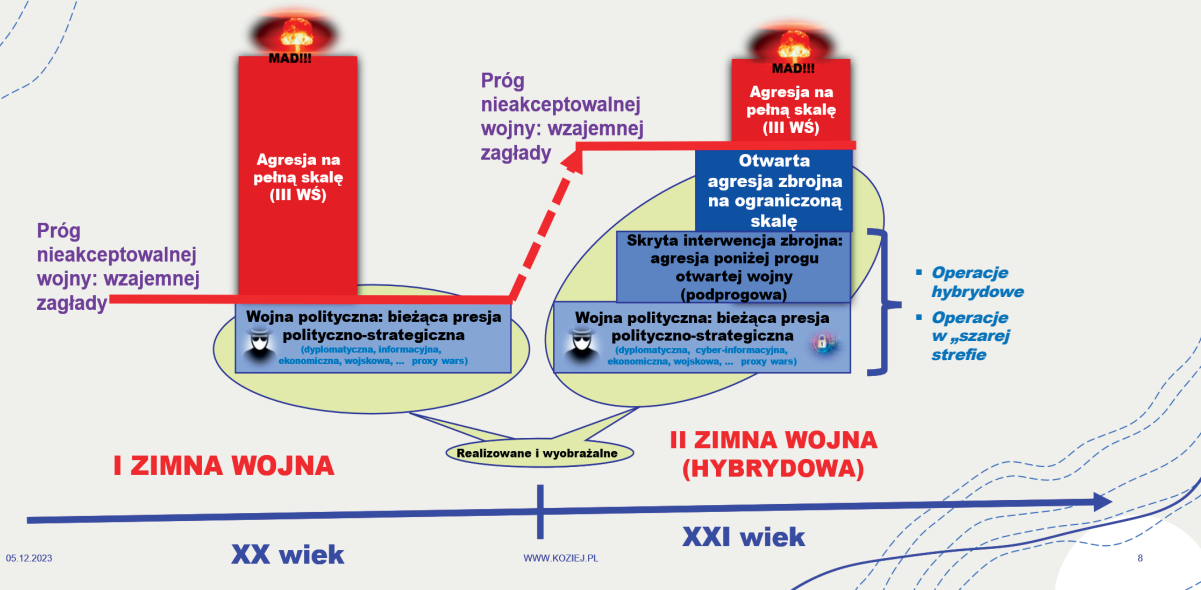 MAD!!!
Agresja na
pełną skalę
(III WŚ)
Próg
nieakceptowalnej
wojny: wzajemnej
zagłady
Wojna polityczna: bieżąca presja
polityczno-strategiczna
(dyplomatyczna, informacyjna,
ekonomiczna, wojskowa, ... proxy wars)
Próg
nieakceptowalnej
wojny: wzajemnej
zagłady
MAD!!!
Agresja na
pełną skalę
(III WŚ)
Otwarta
agresja zbrojna
na ograniczoną
skalę
Skryta interwencja zbrojna:
agresja poniżej progu
otwartej wojny
(podprogowa)
Wojna polityczna: bieżąca presja
polityczno-strategiczna
(dyplomatyczna, cyber-informacyjna,
ekonomiczna, wojskowa, ... proxy wars)
▪ Operacje
hybrydowe
▪ Operacje
w „szarej
strefie
Realizowane i wyobrażalne
I ZIMNA WOJNA
II ZIMNA WOJNA
(HYBRYDOWA)
XX wiek
XXI wiek
05.12.2023
WWW.KOZIEJ.PL
8